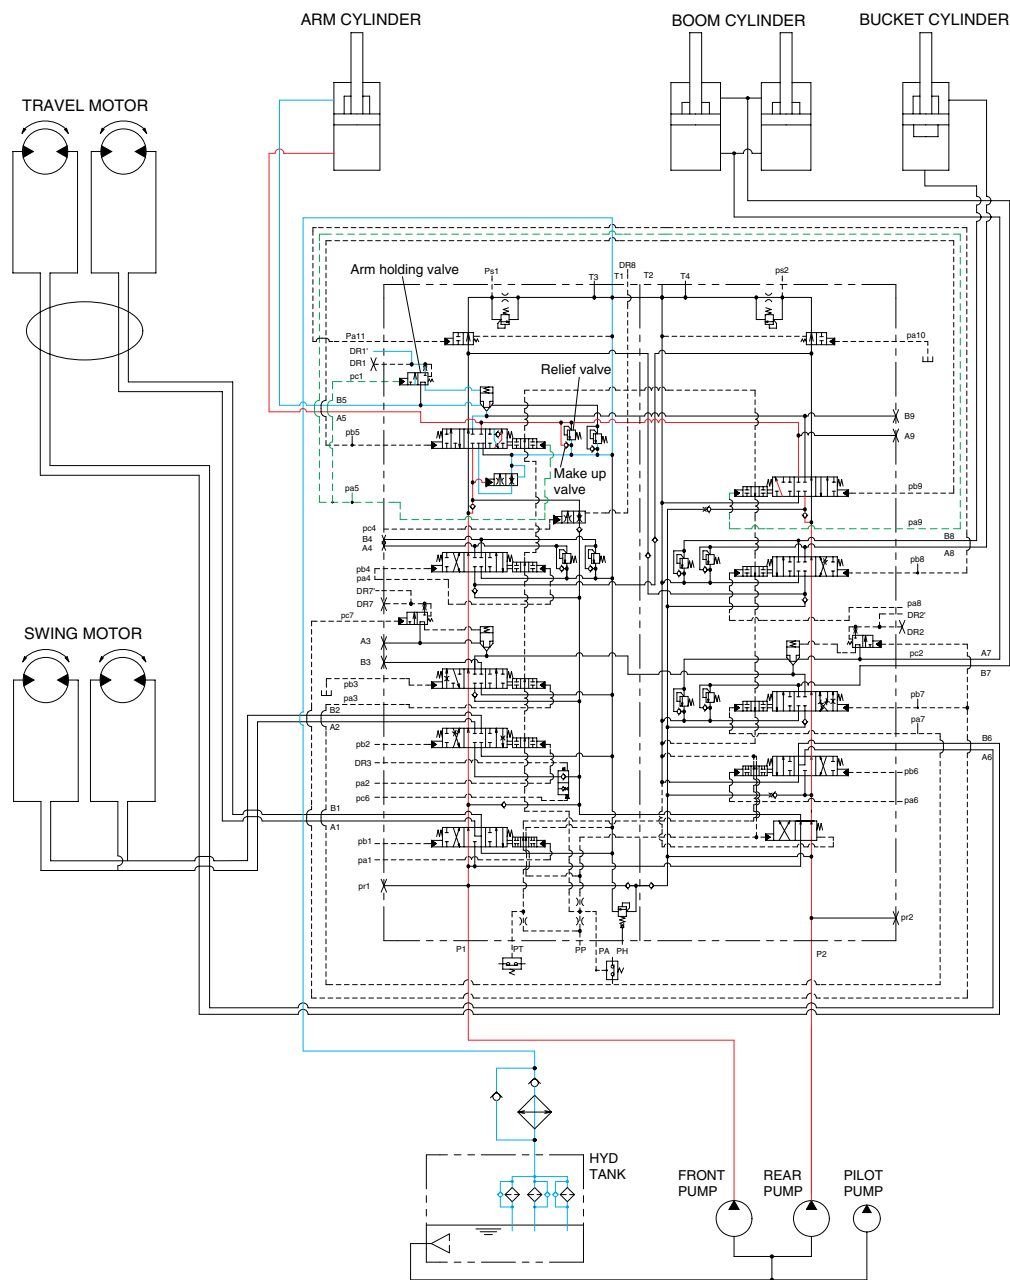 ARM CYLINDER
BOOM CYLINDER
BUCKET CYLINDER
TRAVEL MOTOR
Arm holding valve
Ps1
T3
T1
DR8
T2
T4
ps2
Pa11
pa10
DR1'
DR1
pc1
Relief valve
B5
A5
B9
A9
pb5
Make up
valve
pa5
pb9
pa9
pc4
B4
A4
B8
A8
pb4
pa4
pb8
DR7'
DR7
pc7
pa8
DR2'
DR2
SWING MOTOR
A3
B3
pc2
A7
B7
pb3
pa3
pb7
pa7
B2
A2
B6
A6
pb2
DR3
pa2
pc6
pb6
pa6
B1
A1
pb1
pa1
pr1
pr2
P1
PT
PP
PA
PH
P2
HYD
TANK
FRONT
PUMP
REAR
PUMP
PILOT
PUMP